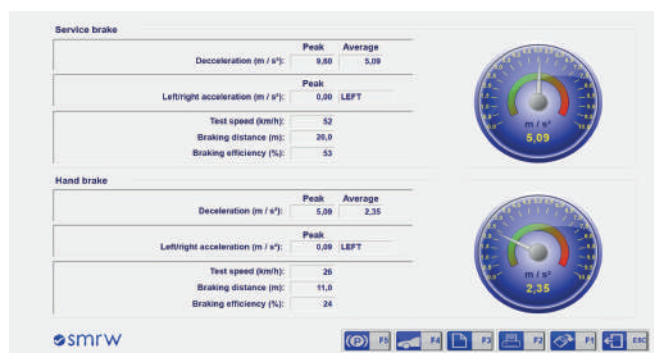 Service brake
Peak Average
Decceleration (m / s²): 9,80 5,09
Peak
Left/right acceleration (m / s²): 0,00 LEFT
Test speed (km/h): 52
Braking distance (m): 20,0
Braking efficiency (%): 53
m / s²
5,09
Hand brake
Peak Average
Deceleration (m / s²): 5,09 2,35
Peak
Left/right acceleration (m / s²): 0,09 LEFT
Test speed (km/h): 26
Braking distance (m): 11,0
Braking efficiency (%): 24
m / s²
2,35
smrw
(P) F5 F4 F3 F2 F1 ESC